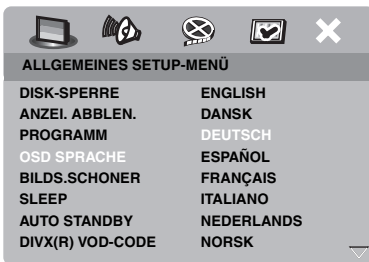 ALLGEMEINES SETUP-MENÜ
DISK-SPERRE ENGLISH
ANZEI. ABBLEN. DANSK
PROGRAMM DEUTSCH
OSD SPRACHE ESPAÑOL
BILDS.SCHONER FRANÇAIS
SLEEP ITALIANO
AUTO STANDBY NEDERLANDS
DIVX(R) VOD-CODE NORSK